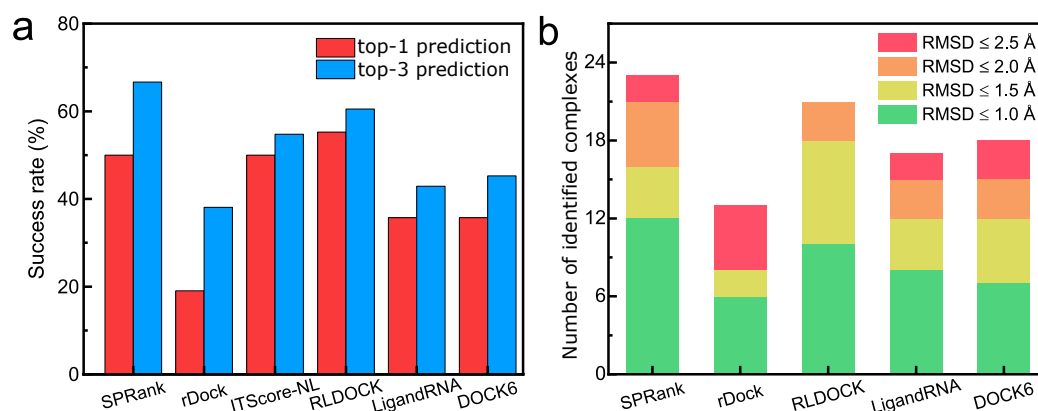 a
80
60
40
20
0
Success rate (%)
top-1 prediction
top-3 prediction
SPRank
rDock
ITScore-NL
RLDOCK
LigandRNA
DOCK6
b
24
18
12
6
0
Number of identified complexes
RMSD ≤ 2.5 Å
RMSD ≤ 2.0 Å
RMSD ≤ 1.5 Å
RMSD ≤ 1.0 Å
SPRank
rDock
RLDOCK
LigandRNA
DOCK6